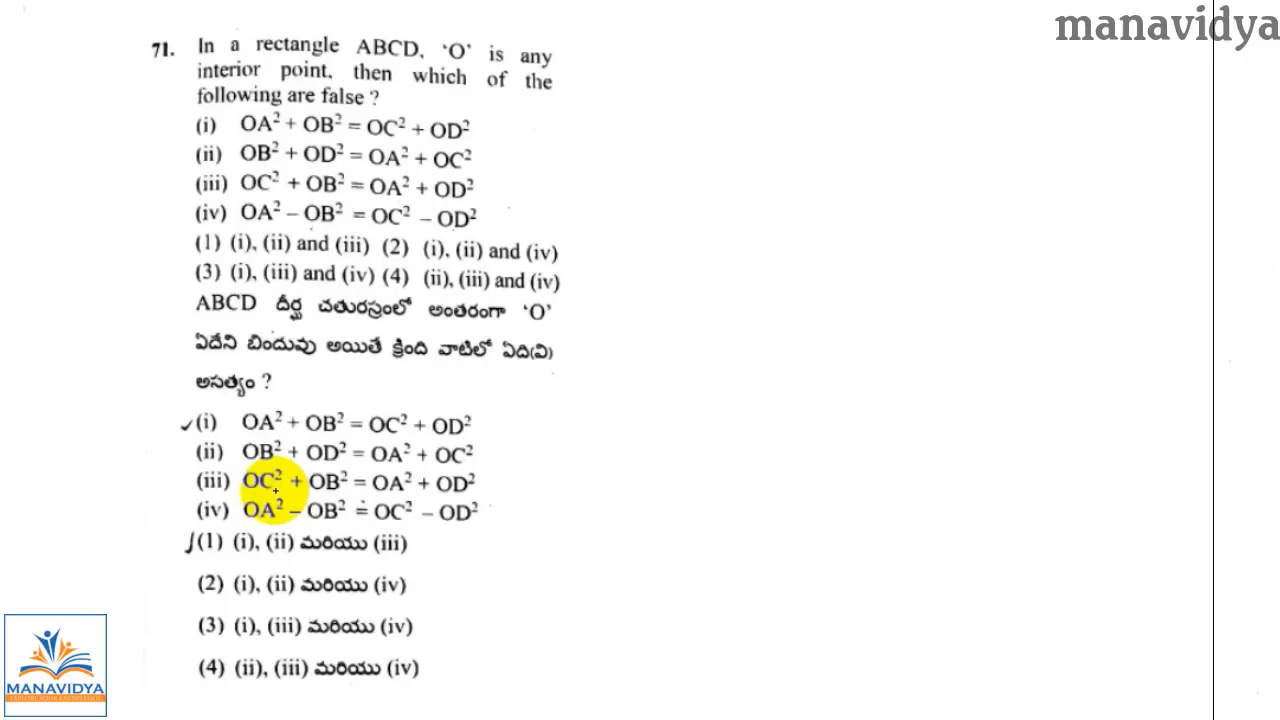 manavidya
71. In a rectangle ABCD, ‘O’ is any
interior point, then which of the
following are false ?
(i) OA² + OB² = OC² + OD²
(ii) OB² + OD² = OA² + OC²
(iii) OC² + OB² = OA² + OD²
(iv) OA² – OB² = OC² – OD²
(1) (i), (ii) and (iii) (2) (i), (ii) and (iv)
(3) (i), (iii) and (iv) (4) (ii), (iii) and (iv)
ABCD దీర్ఘ చతురస్రంలో అంతరంగా ‘O’
ఏదేని బిందువు అయితే క్రింది వాటిలో ఏది(వి)
అసత్యం ?
(i) OA² + OB² = OC² + OD²
(ii) OB² + OD² = OA² + OC²
(iii) OC² + OB² = OA² + OD²
(iv) OA² – OB² = OC² – OD²
(1) (i), (ii) మరియు (iii)
(2) (i), (ii) మరియు (iv)
(3) (i), (iii) మరియు (iv)
(4) (ii), (iii) మరియు (iv)
MANAVIDYA